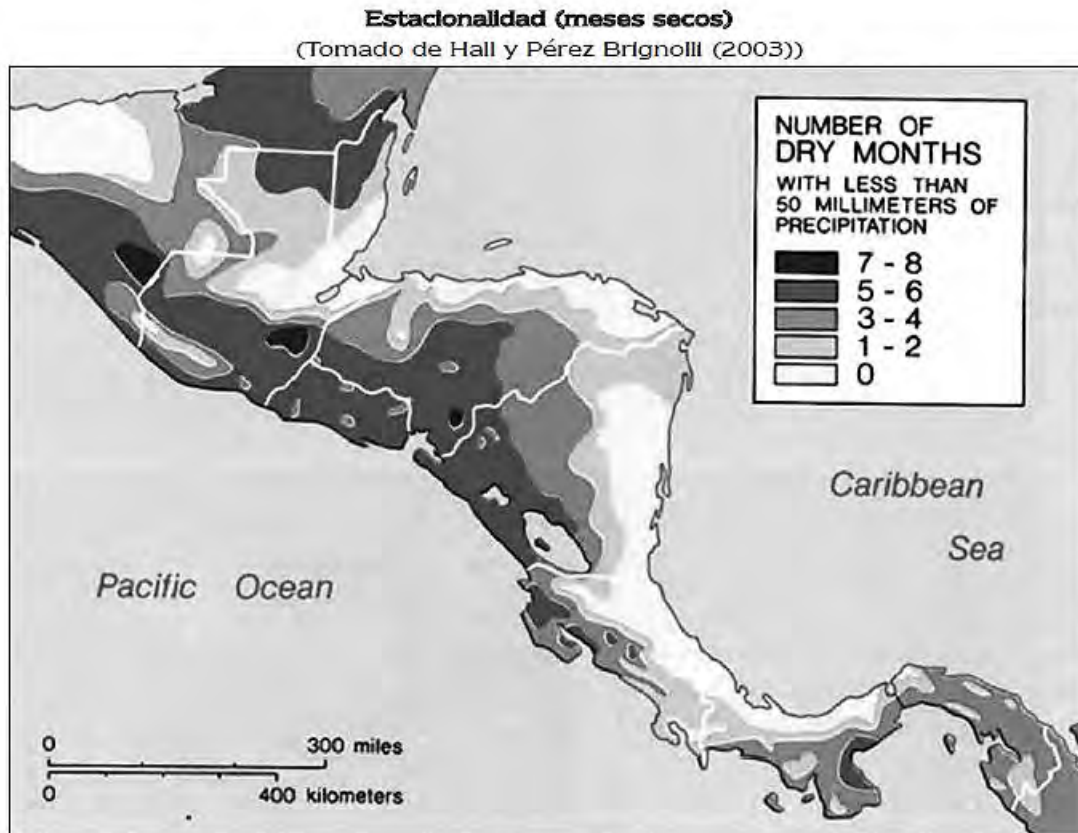 Estacionalidad (meses secos)
(Tomado de Hall y Pérez Brignolli (2003))
NUMBER OF
DRY MONTHS
WITH LESS THAN
50 MILLIMETERS OF
PRECIPITATION
7 - 8
5 - 6
3 - 4
1 - 2
0
Caribbean
Sea
Pacific Ocean
0 300 miles
0 400 kilometers